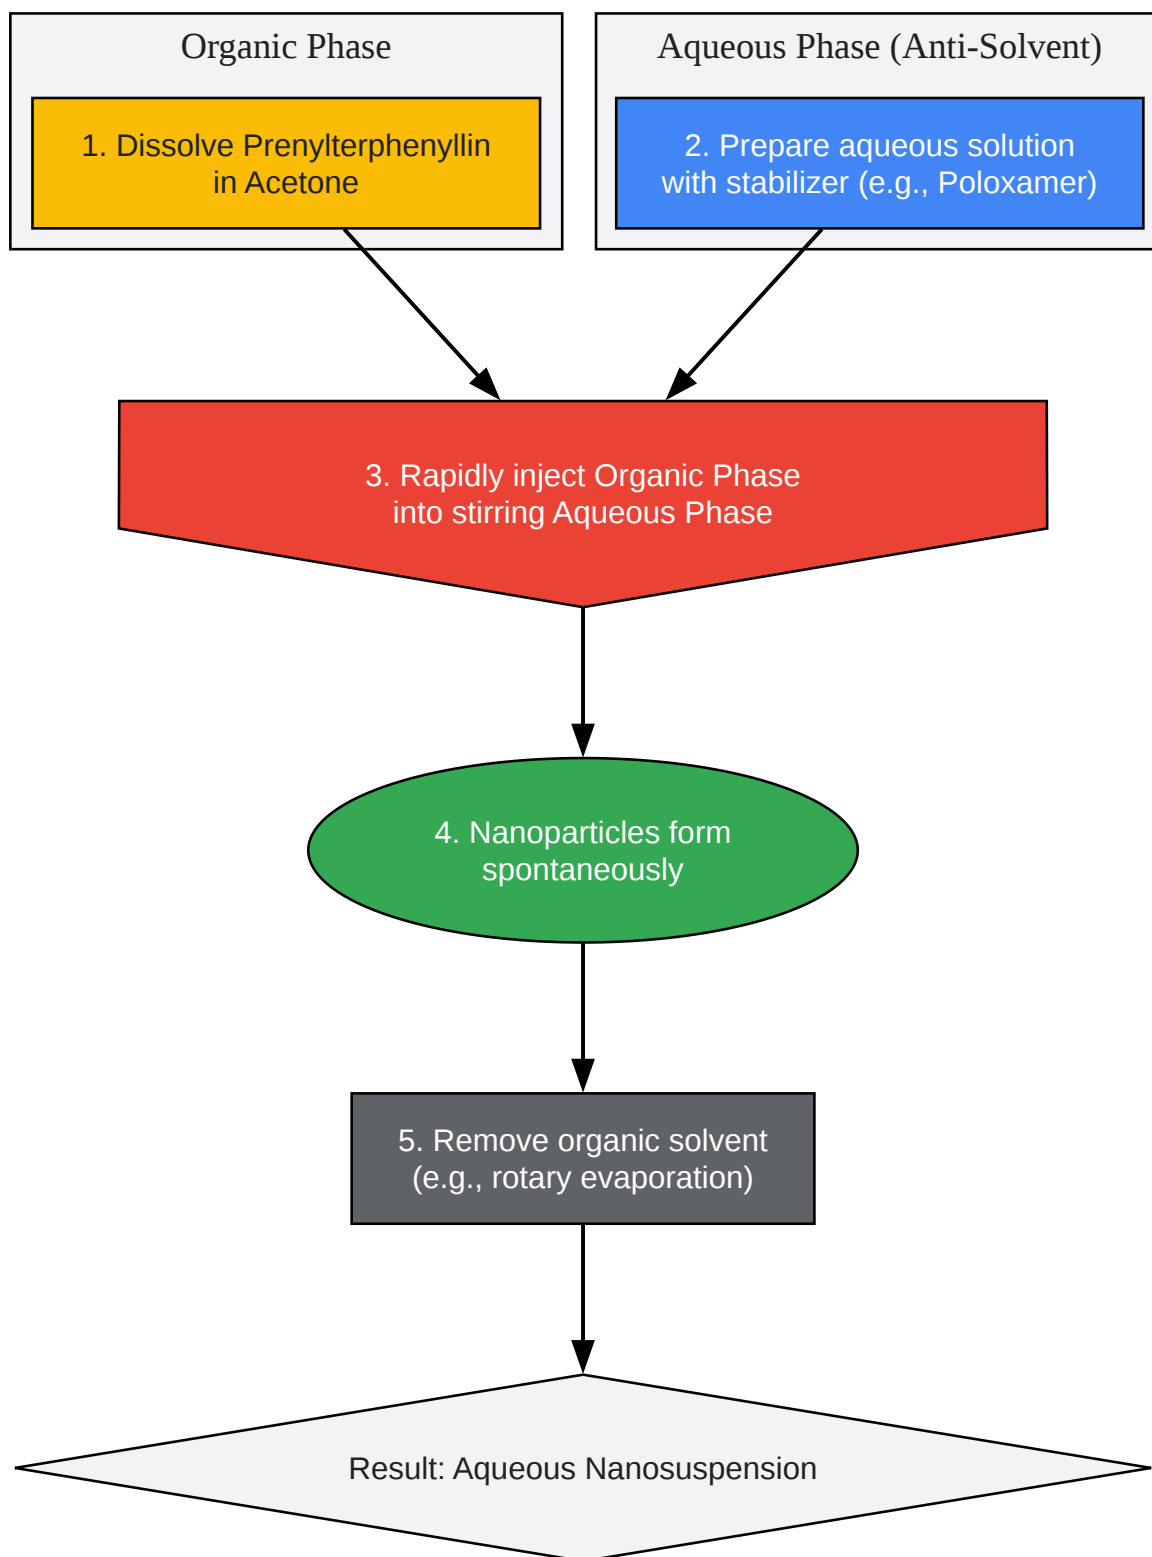 Organic Phase
Aqueous Phase (Anti-Solvent)
1. Dissolve Prenylterphenyllin
in Acetone
2. Prepare aqueous solution
with stabilizer (e.g., Poloxamer)
3. Rapidly inject Organic Phase
into stirring Aqueous Phase
4. Nanoparticles form
spontaneously
5. Remove organic solvent
(e.g., rotary evaporation)
Result: Aqueous Nanosuspension